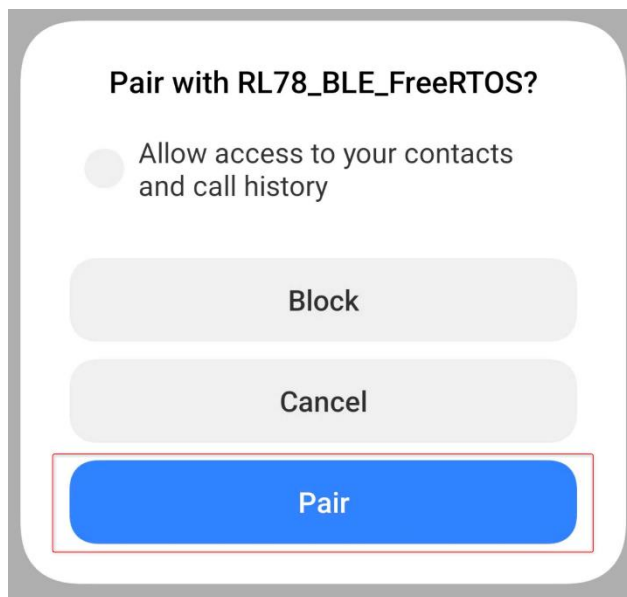 Pair with RL78_BLE_FreeRTOS?
Allow access to your contacts
and call history
Block
Cancel
Pair